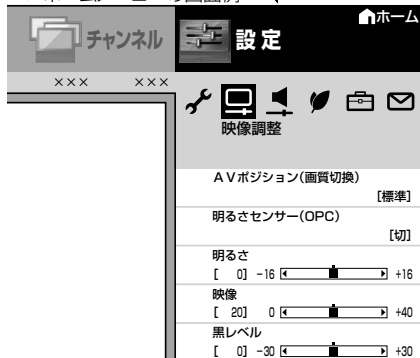 チャンネル
設定
ホーム
×××
×××
映像調整
AVポジション(画質切換)
[標準]
明るさセンサー(OPC)
[切]
明るさ
[ 0] -16 +16
映像
[ 20] 0 +40
黒レベル
[ 0] -30 +30